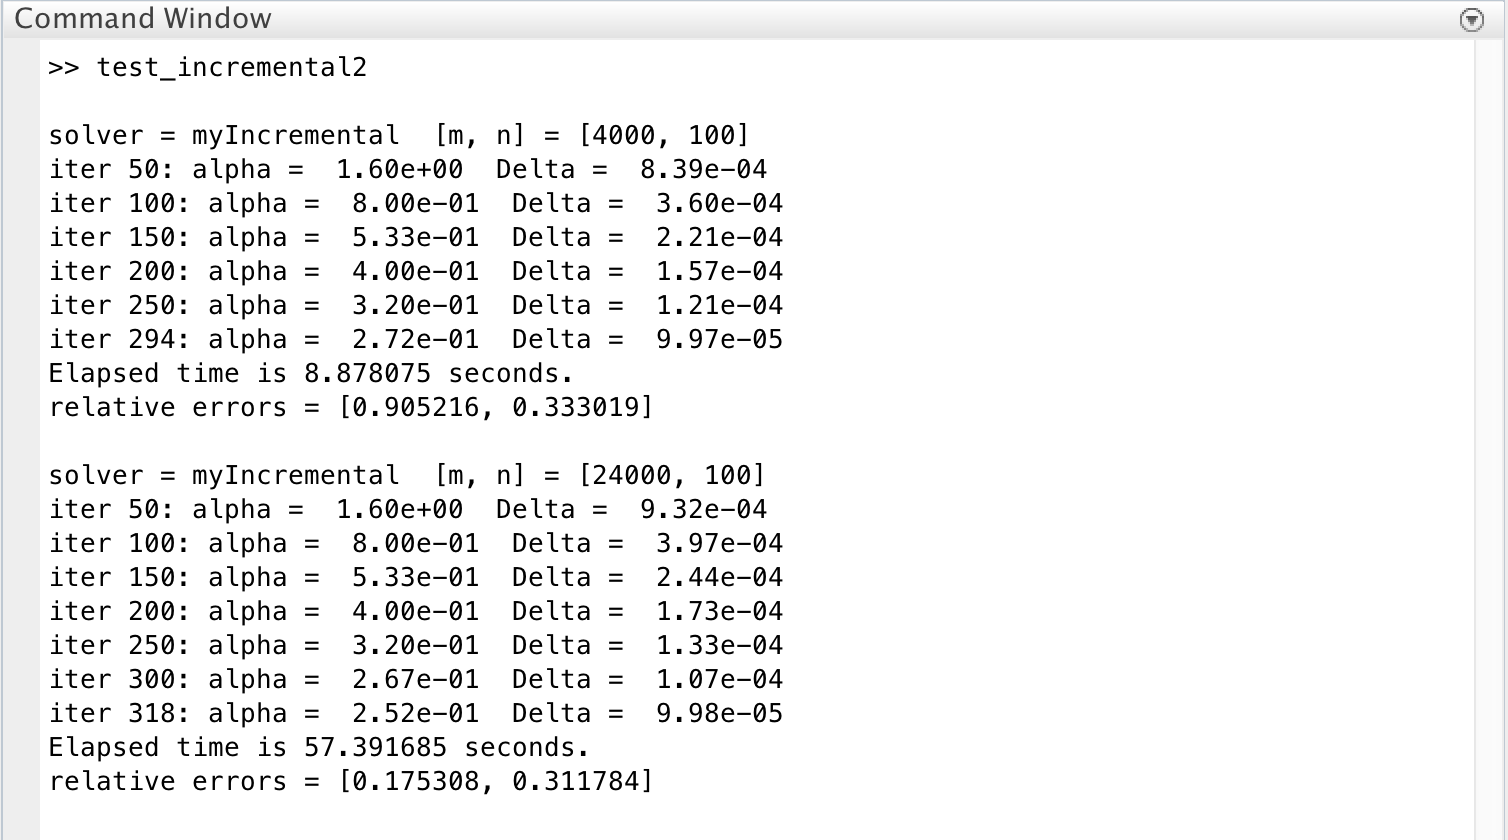 Command Window
>> test_incremental2
solver = myIncremental  [m, n] = [4000, 100]
iter 50: alpha =  1.60e+00  Delta =  8.39e-04
iter 100: alpha =  8.00e-01  Delta =  3.60e-04
iter 150: alpha =  5.33e-01  Delta =  2.21e-04
iter 200: alpha =  4.00e-01  Delta =  1.57e-04
iter 250: alpha =  3.20e-01  Delta =  1.21e-04
iter 294: alpha =  2.72e-01  Delta =  9.97e-05
Elapsed time is 8.878075 seconds.
relative errors = [0.905216, 0.333019]
solver = myIncremental  [m, n] = [24000, 100]
iter 50: alpha =  1.60e+00  Delta =  9.32e-04
iter 100: alpha =  8.00e-01  Delta =  3.97e-04
iter 150: alpha =  5.33e-01  Delta =  2.44e-04
iter 200: alpha =  4.00e-01  Delta =  1.73e-04
iter 250: alpha =  3.20e-01  Delta =  1.33e-04
iter 300: alpha =  2.67e-01  Delta =  1.07e-04
iter 318: alpha =  2.52e-01  Delta =  9.98e-05
Elapsed time is 57.391685 seconds.
relative errors = [0.175308, 0.311784]